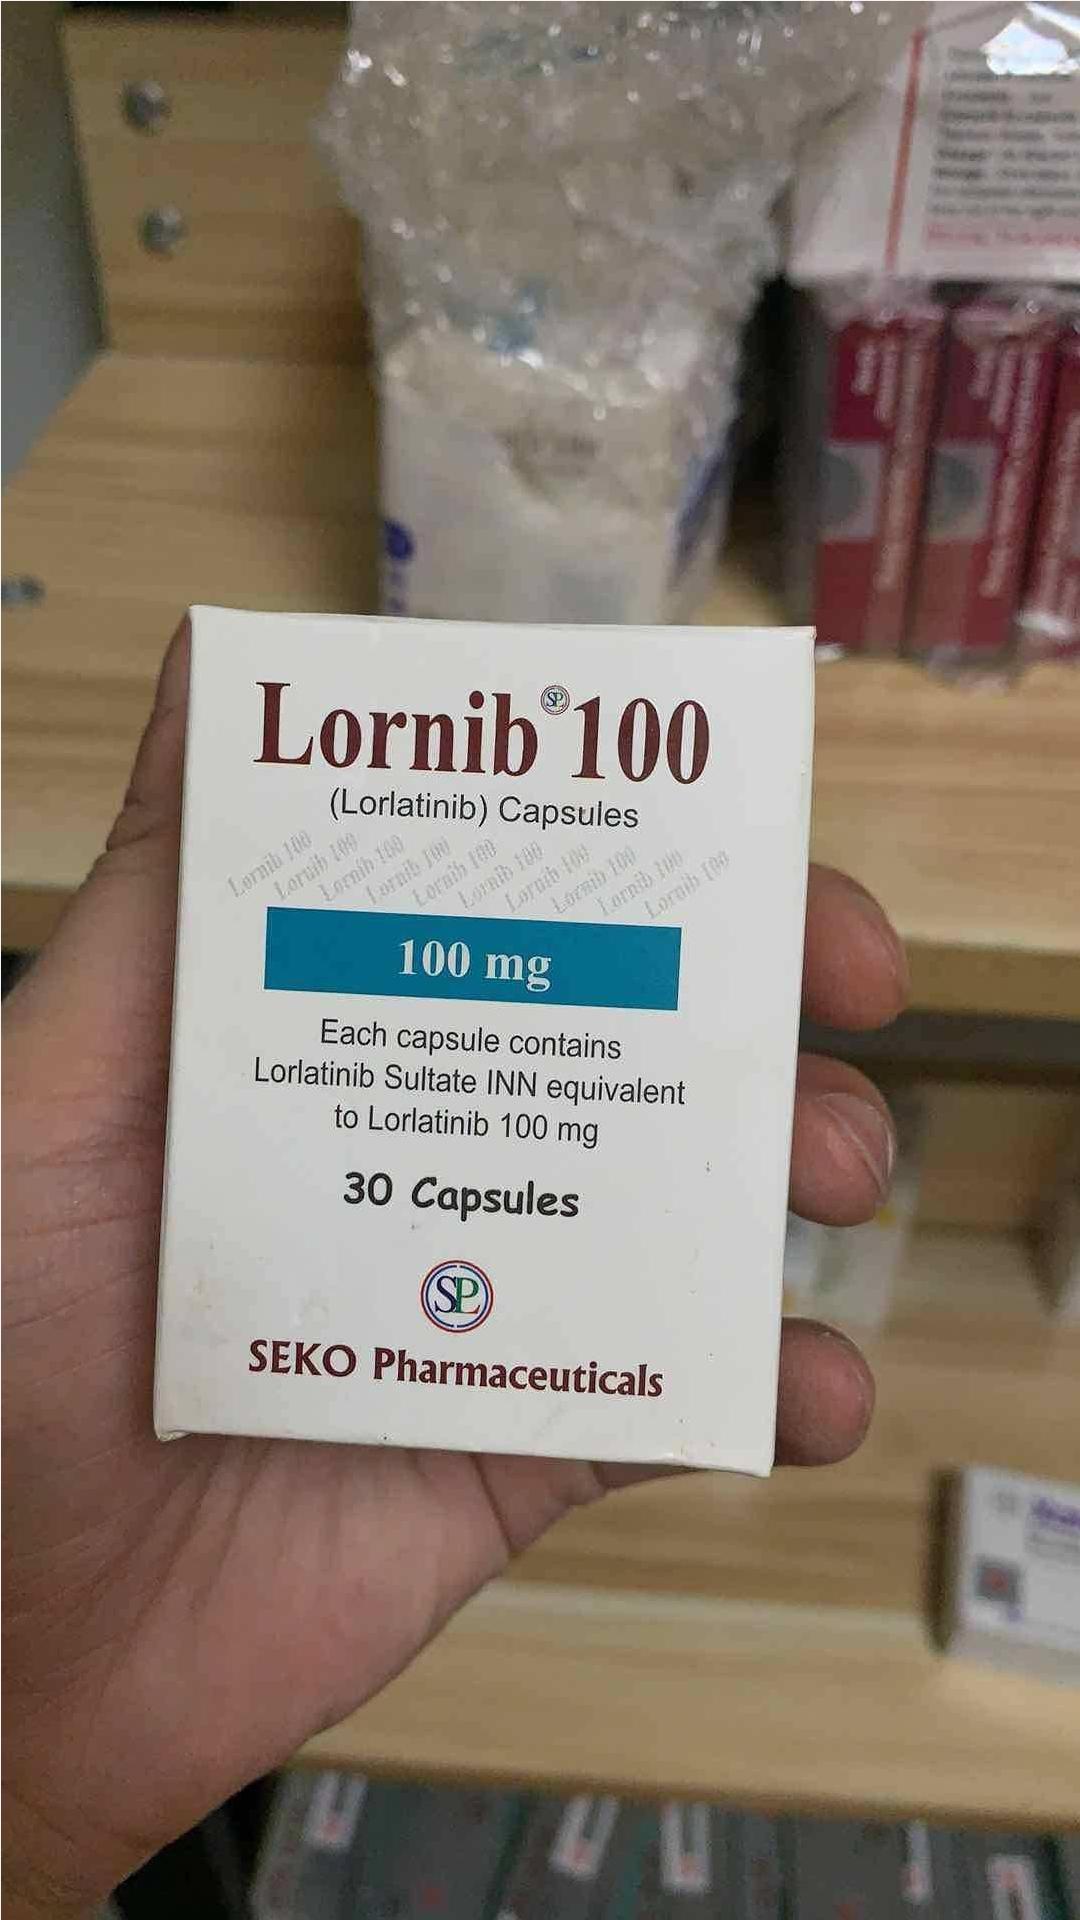 Lornib 100
(Lorlatinib) Capsules
Lornib 100 Lornib 100 Lornib 100 Lornib 100 Lornib 100 Lornib 100 Lornib 100 Lornib 100 Lornib 100 Lornib 100
100 mg
Each capsule contains
Lorlatinib Sultate INN equivalent
to Lorlatinib 100 mg
30 Capsules
SP
SEKO Pharmaceuticals